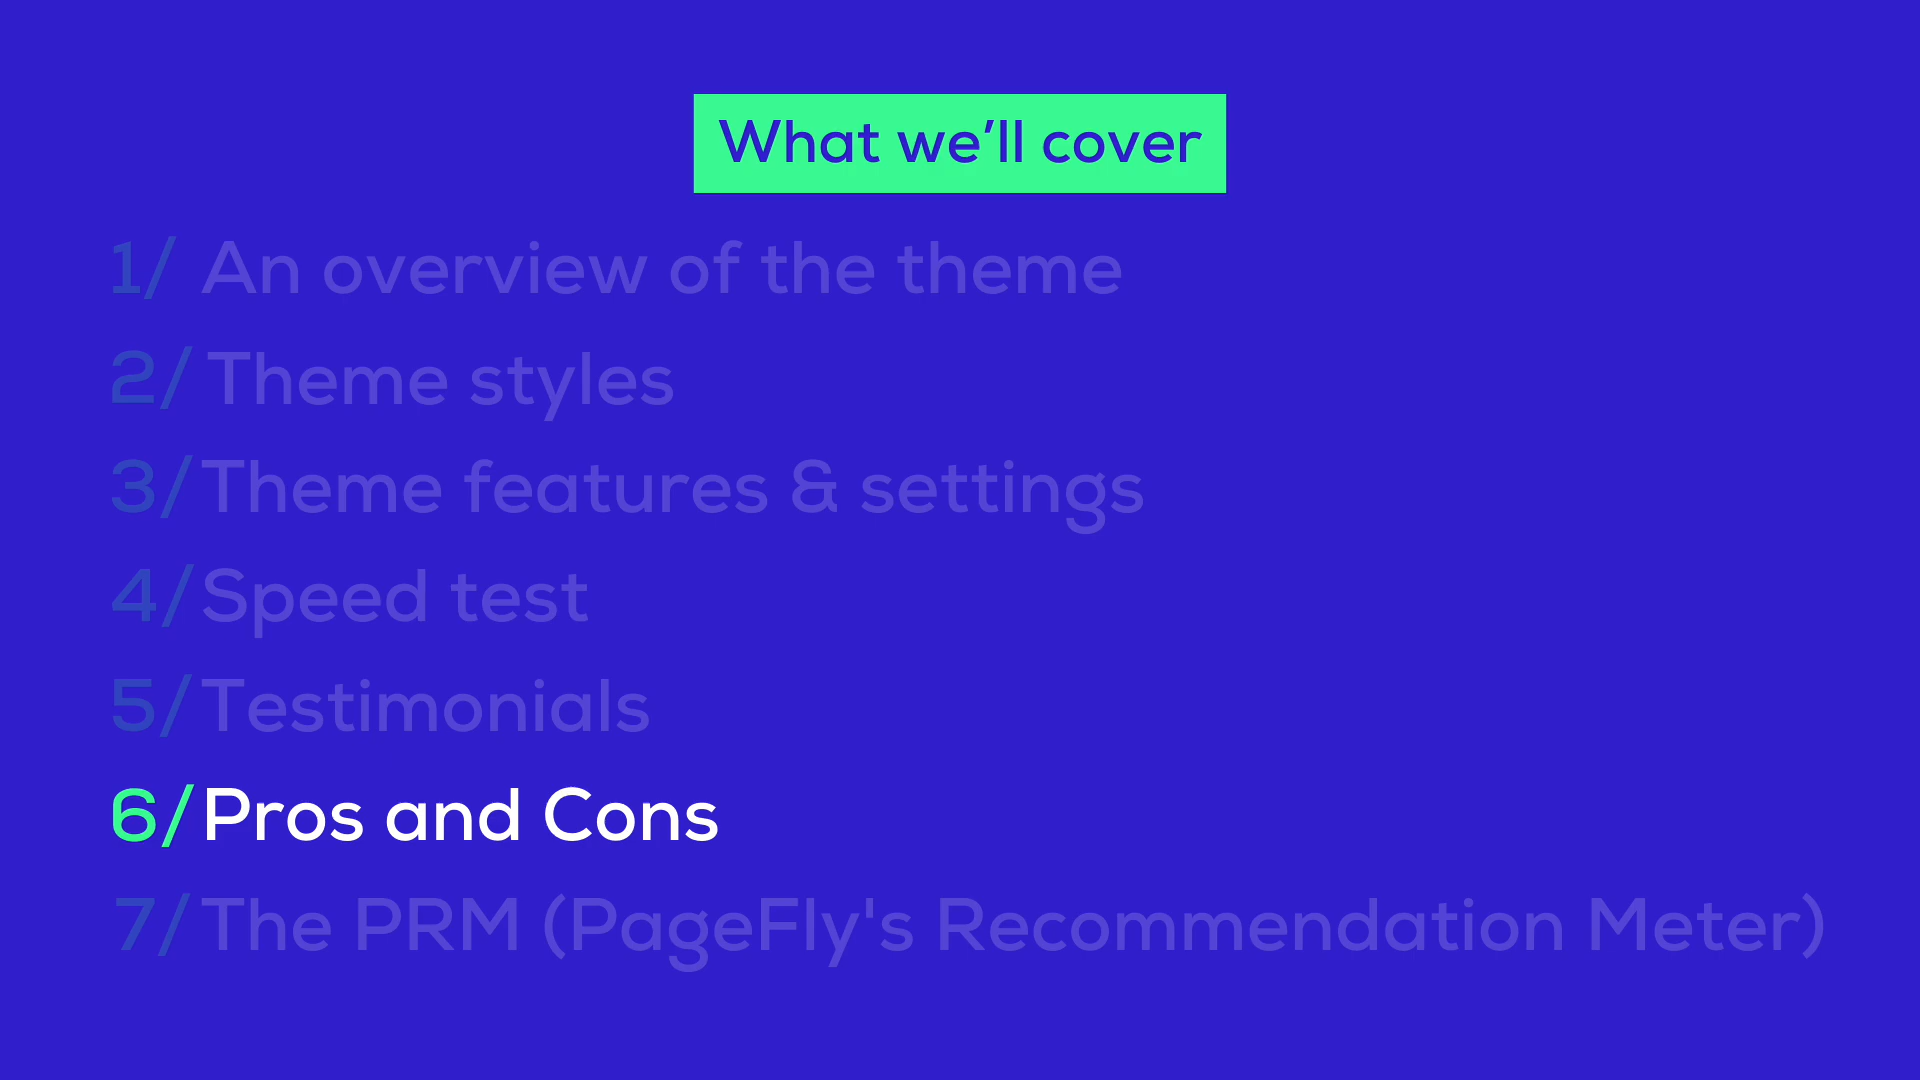 What we’ll cover
1/ An overview of the theme
2/ Theme styles
3/ Theme features & settings
4/ Speed test
5/ Testimonials
6/ Pros and Cons
7/ The PRM (PageFly's Recommendation Meter)